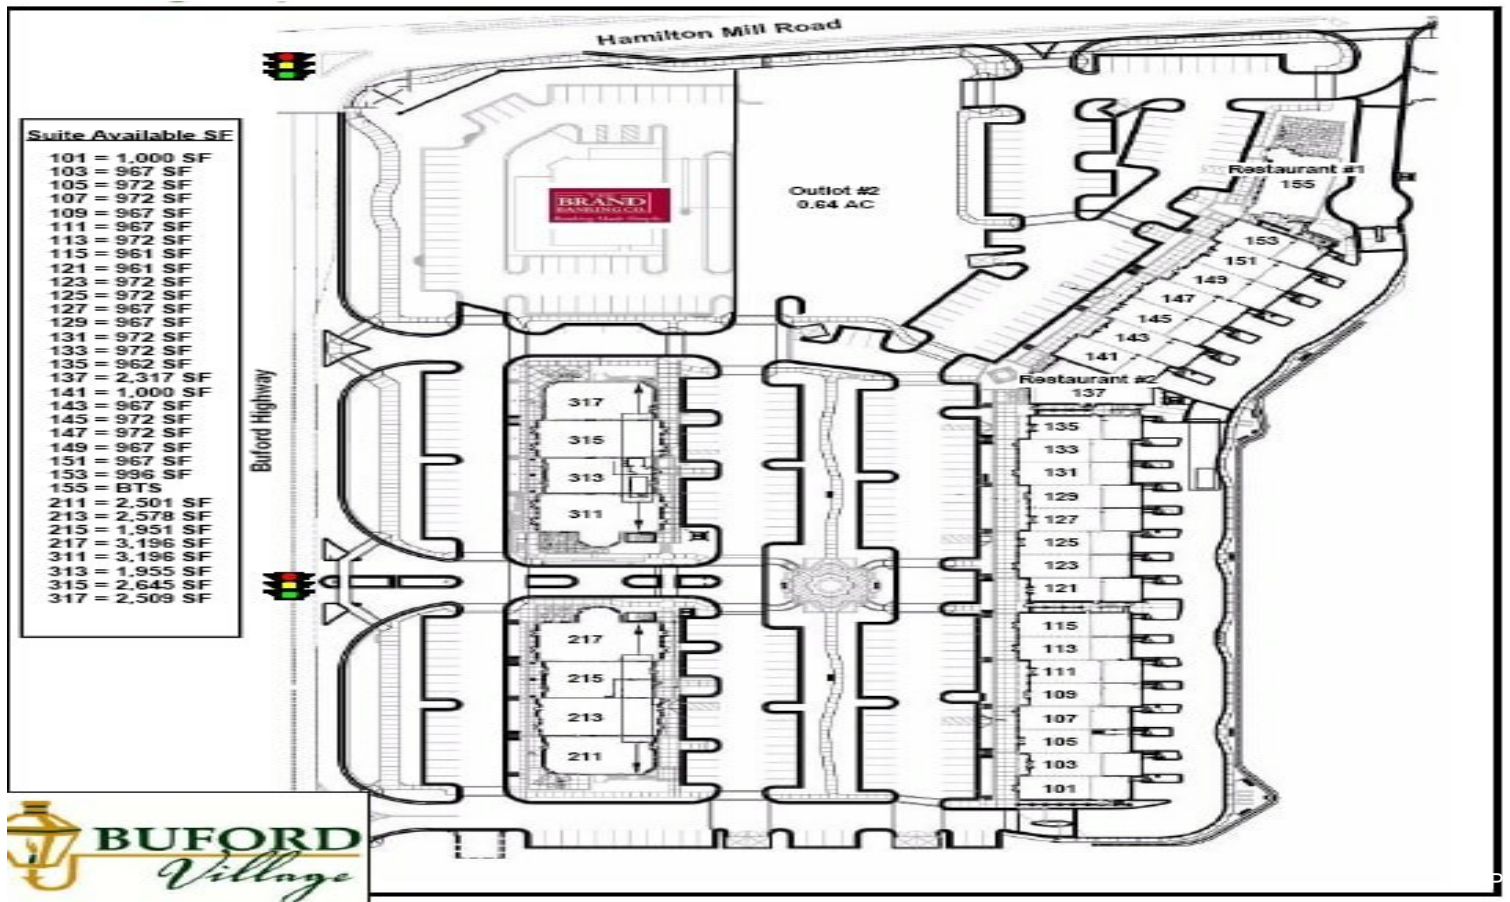 Hamilton Mill Road
Suite Available SF
101 = 1,000 SF
103 = 967 SF
105 = 972 SF
107 = 972 SF
109 = 967 SF
111 = 967 SF
113 = 972 SF
115 = 961 SF
121 = 961 SF
123 = 972 SF
125 = 972 SF
127 = 967 SF
129 = 967 SF
131 = 972 SF
133 = 972 SF
135 = 962 SF
137 = 2,317 SF
141 = 1,000 SF
143 = 967 SF
145 = 972 SF
147 = 972 SF
149 = 967 SF
151 = 967 SF
153 = 996 SF
155 = BTS
211 = 2,501 SF
213 = 2,578 SF
215 = 1,951 SF
217 = 3,196 SF
311 = 3,196 SF
313 = 1,955 SF
315 = 2,645 SF
317 = 2,509 SF
Buford Highway
THE
BRAND
BANKING CO.
Outlot #2
0.64 AC
Restaurant #1
155
153
151
149
147
145
143
141
Restaurant #2
137
135
133
131
129
127
125
123
121
115
113
111
109
107
105
103
101
317
315
313
311
217
215
213
211
BUFORD
Village